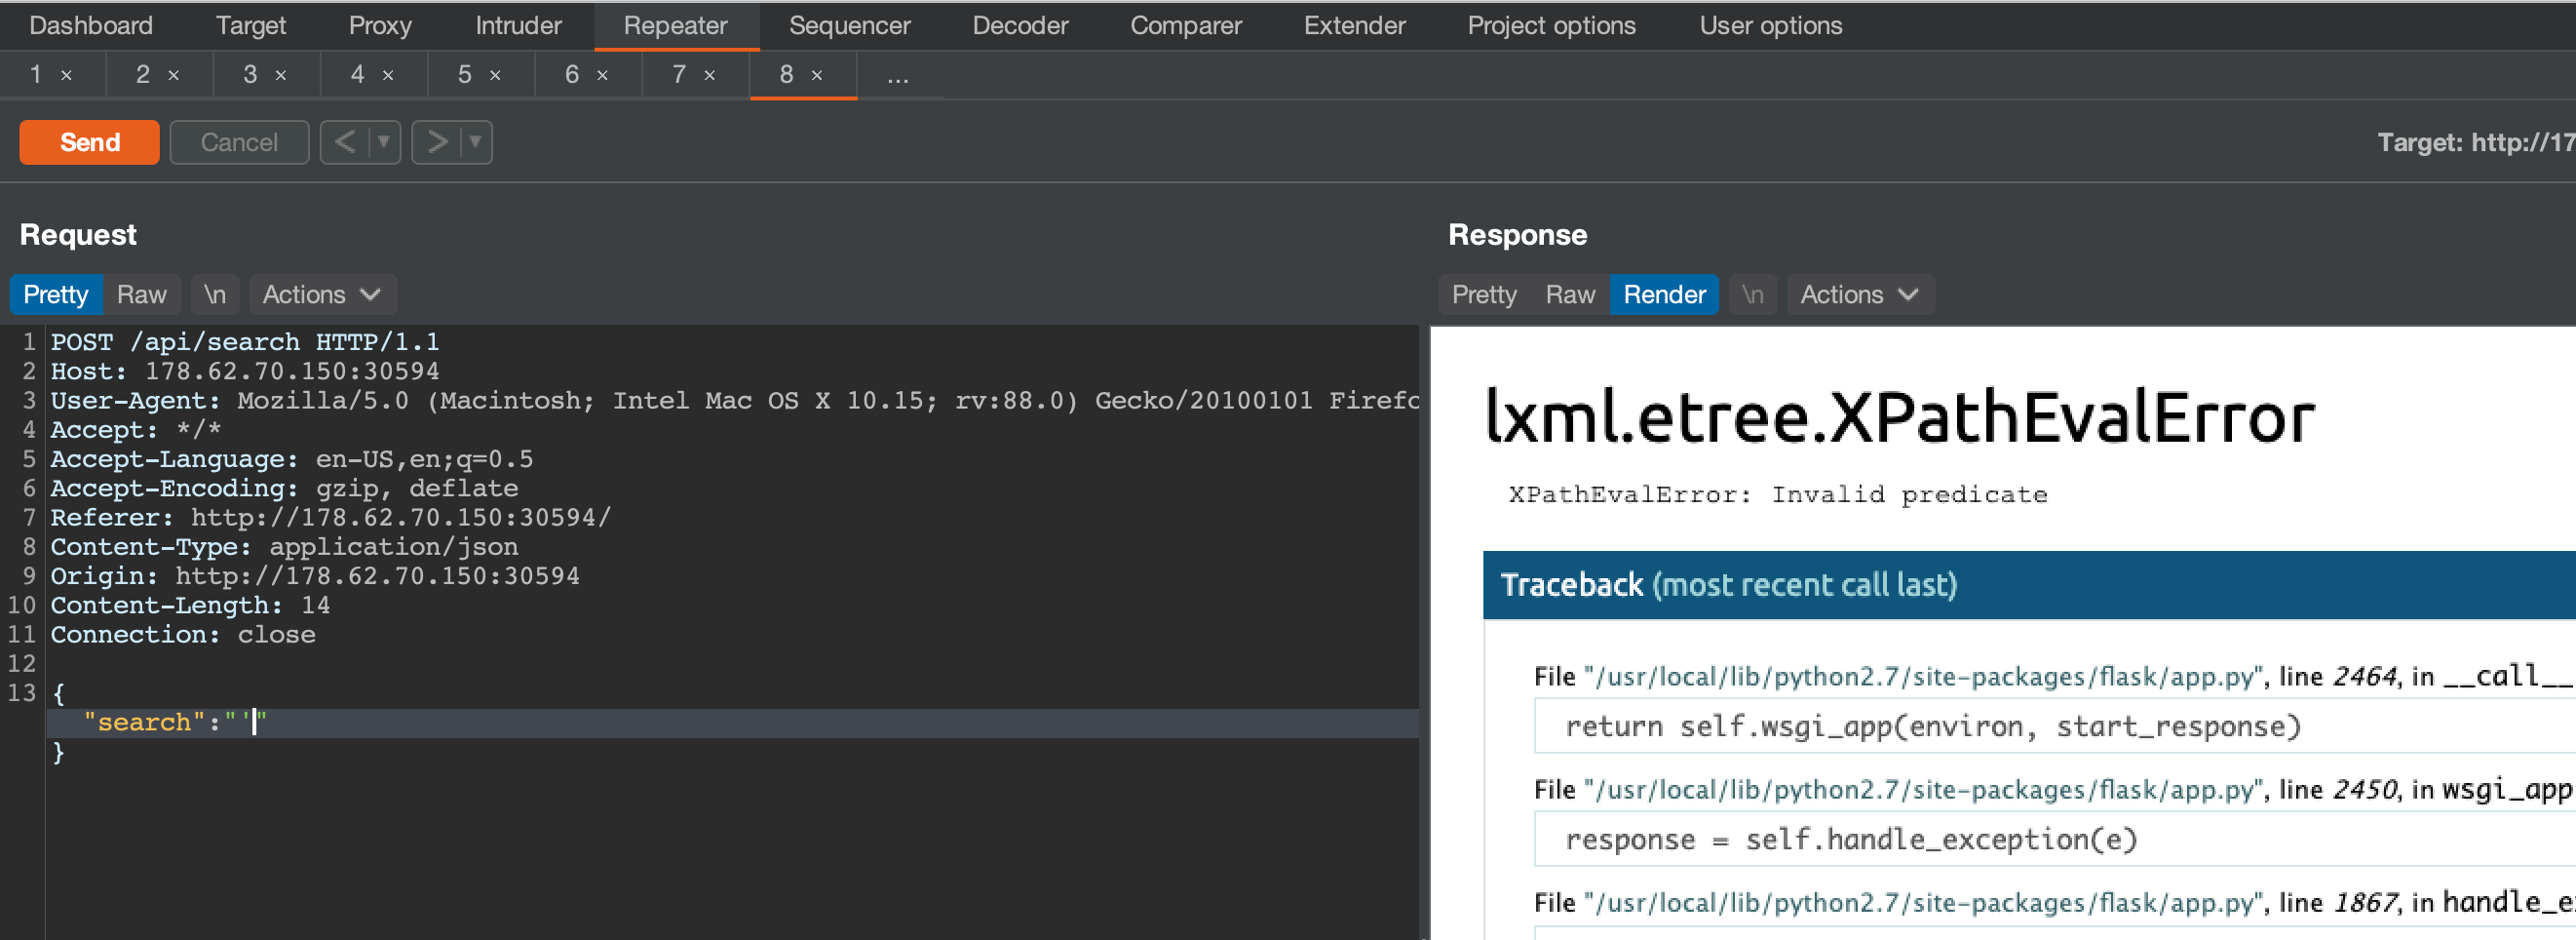 Dashboard Target Proxy Intruder Repeater Sequencer Decoder Comparer Extender Project options User options
1 × 2 × 3 × 4 × 5 × 6 × 7 × 8 × ...
Send Cancel < ▼ > ▼ Target: http://17
Request
Pretty Raw \n Actions
1 POST /api/search HTTP/1.1
2 Host: 178.62.70.150:30594
3 User-Agent: Mozilla/5.0 (Macintosh; Intel Mac OS X 10.15; rv:88.0) Gecko/20100101 Firefo
4 Accept: */*
5 Accept-Language: en-US,en;q=0.5
6 Accept-Encoding: gzip, deflate
7 Referer: http://178.62.70.150:30594/
8 Content-Type: application/json
9 Origin: http://178.62.70.150:30594
10 Content-Length: 14
11 Connection: close
12
13 {
"search":"'"
}
Response
Pretty Raw Render \n Actions
lxml.etree.XPathEvalError
XPathEvalError: Invalid predicate
Traceback (most recent call last)
File "/usr/local/lib/python2.7/site-packages/flask/app.py", line 2464, in __call__
return self.wsgi_app(environ, start_response)
File "/usr/local/lib/python2.7/site-packages/flask/app.py", line 2450, in wsgi_app
response = self.handle_exception(e)
File "/usr/local/lib/python2.7/site-packages/flask/app.py", line 1867, in handle_e